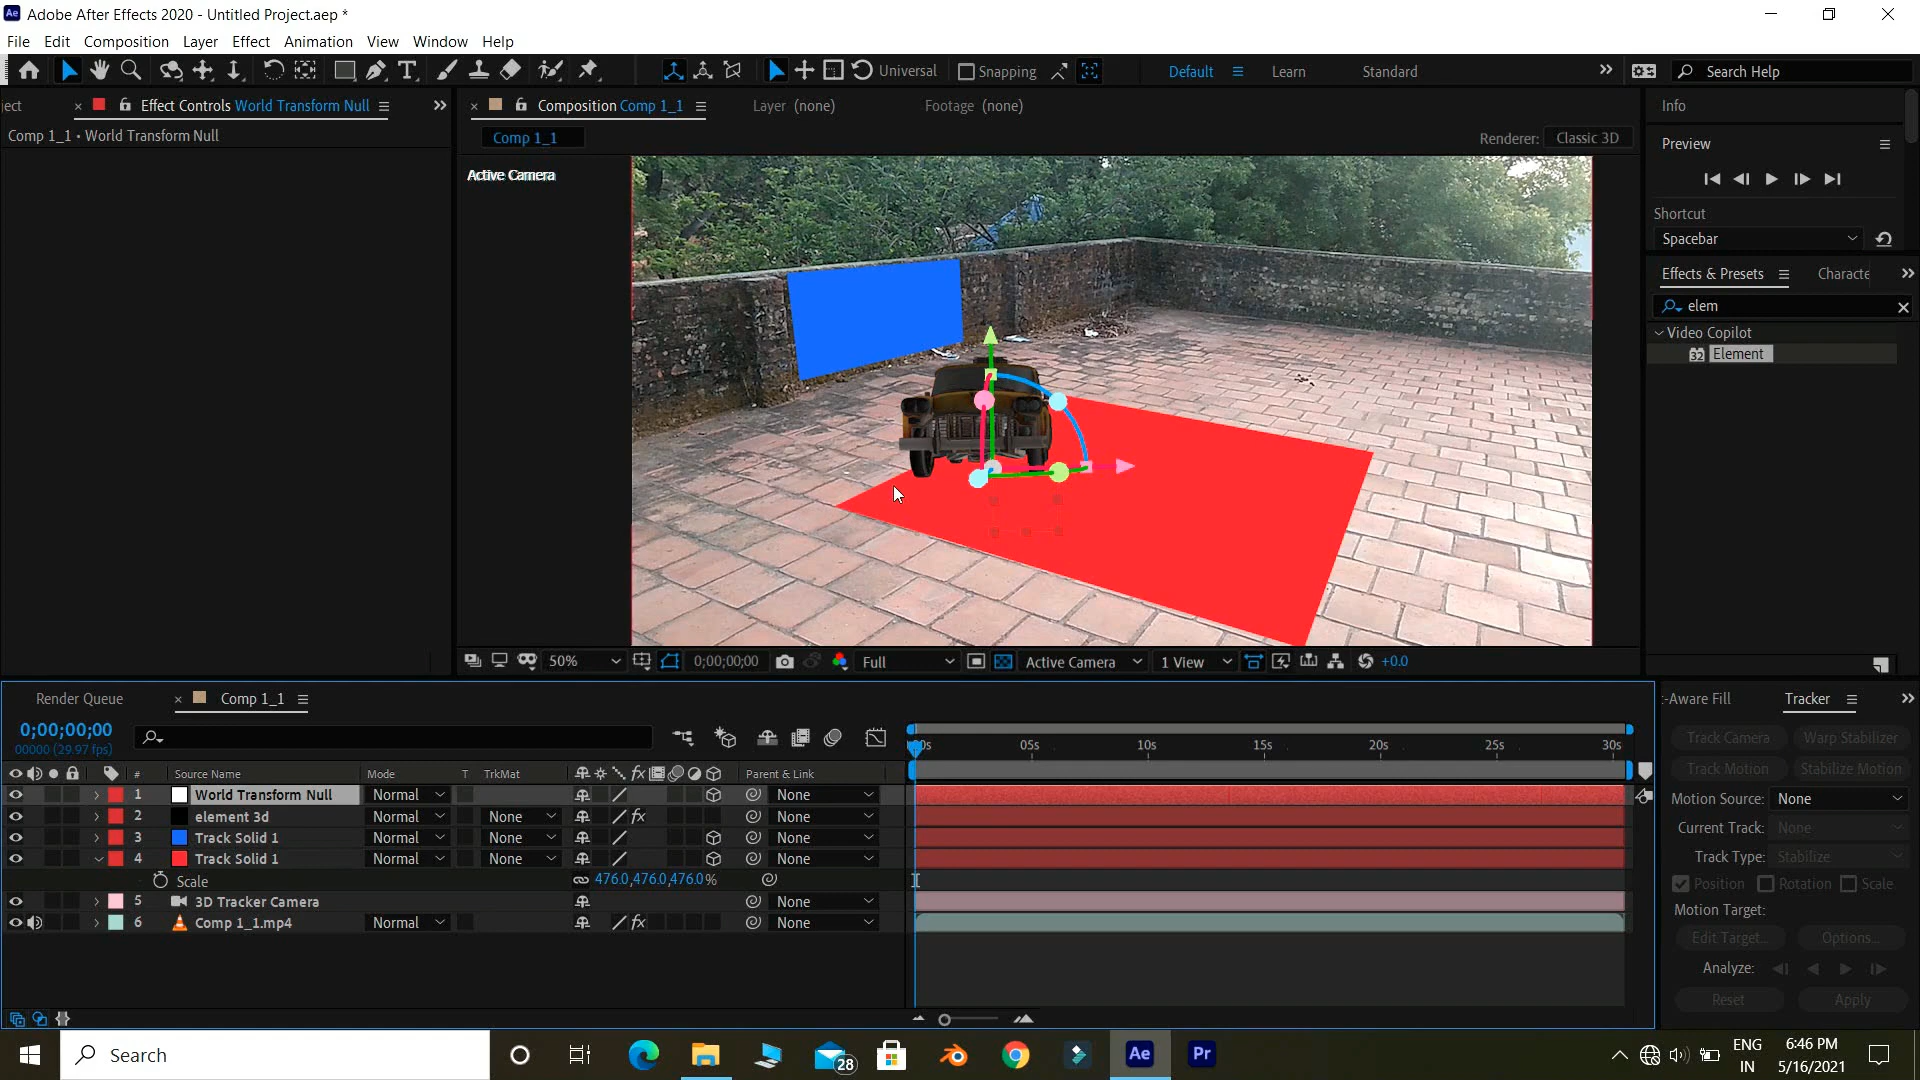 Adobe After Effects 2020 - Untitled Project.aep *
File Edit Composition Layer Effect Animation View Window Help
Universal Snapping Default Learn Standard Search Help
ject Effect Controls World Transform Null Composition Comp 1_1 Layer (none) Footage (none) Info
Comp 1_1 • World Transform Null
Comp 1_1
Renderer: Classic 3D
Active Camera
Preview
Shortcut
Spacebar
Effects & Presets Characte
elem
Video Copilot
32 Element
50% 0;00;00;00 Full Active Camera 1 View +0.0
Render Queue Comp 1_1
0;00;00;00
00000 (29.97 fps)
05s 10s 15s 20s 25s 30s
# Source Name Mode T TrkMat fx Parent & Link
1 World Transform Null Normal None
2 element 3d Normal None fx None
3 Track Solid 1 Normal None None
4 Track Solid 1 Normal None None
Scale 476.0,476.0,476.0%
5 3D Tracker Camera None
6 Comp 1_1.mp4 Normal fx None
:-Aware Fill Tracker
Track Camera Warp Stabilizer
Track Motion Stabilize Motion
Motion Source: None
Current Track: None
Track Type: Stabilize
Position Rotation Scale
Motion Target:
Edit Target... Options...
Analyze:
Reset Apply
Search
28
Ae
Pr
ENG
IN
6:46 PM
5/16/2021